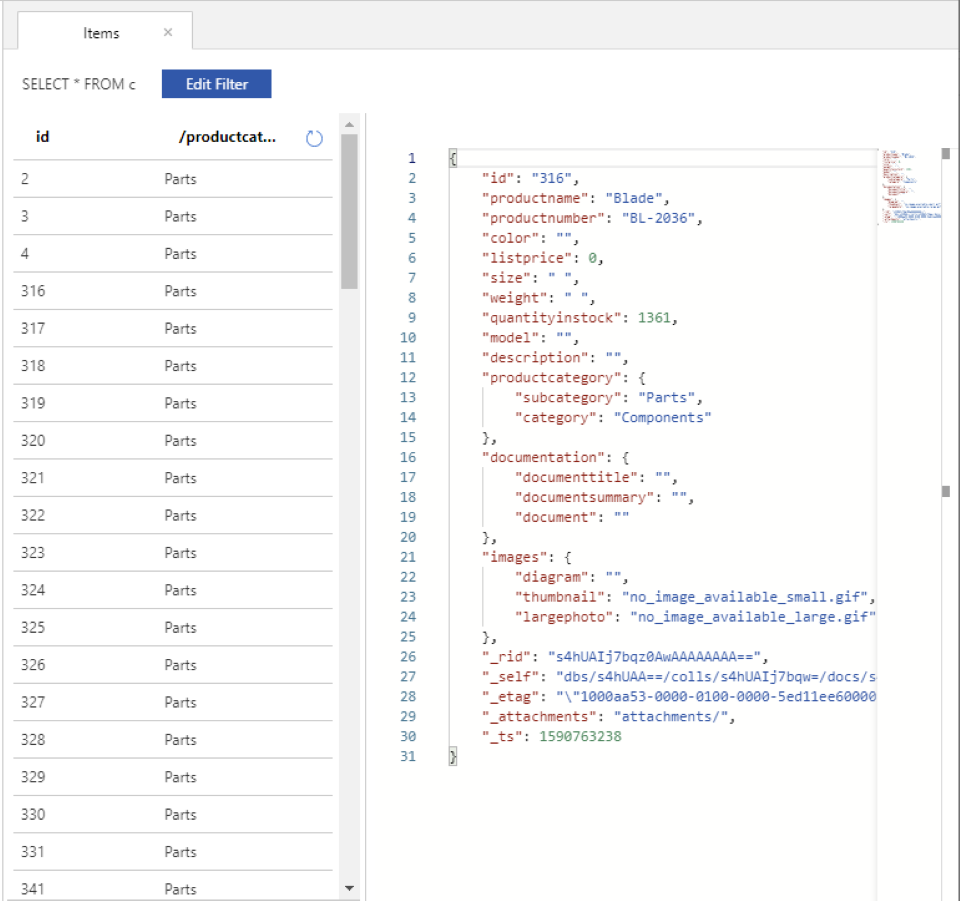 Items ×
SELECT * FROM c Edit Filter
id /productcat...
2 Parts
3 Parts
4 Parts
316 Parts
317 Parts
318 Parts
319 Parts
320 Parts
321 Parts
322 Parts
323 Parts
324 Parts
325 Parts
326 Parts
327 Parts
328 Parts
329 Parts
330 Parts
331 Parts
341 Parts
1 {
2 "id": "316",
3 "productname": "Blade",
4 "productnumber": "BL-2036",
5 "color": "",
6 "listprice": 0,
7 "size": " ",
8 "weight": " ",
9 "quantityinstock": 1361,
10 "model": "",
11 "description": "",
12 "productcategory": {
13 "subcategory": "Parts",
14 "category": "Components"
15 },
16 "documentation": {
17 "documenttitle": "",
18 "documentsummary": "",
19 "document": ""
20 },
21 "images": {
22 "diagram": "",
23 "thumbnail": "no_image_available_small.gif",
24 "largephoto": "no_image_available_large.gif"
25 },
26 "_rid": "s4hUAIj7bqz0AwAAAAAAAA==",
27 "_self": "dbs/s4hUAA==/colls/s4hUAIj7bqw=/docs/s
28 "_etag": "\"1000aa53-0000-0100-0000-5ed11ee60000
29 "_attachments": "attachments/",
30 "_ts": 1590763238
31 }